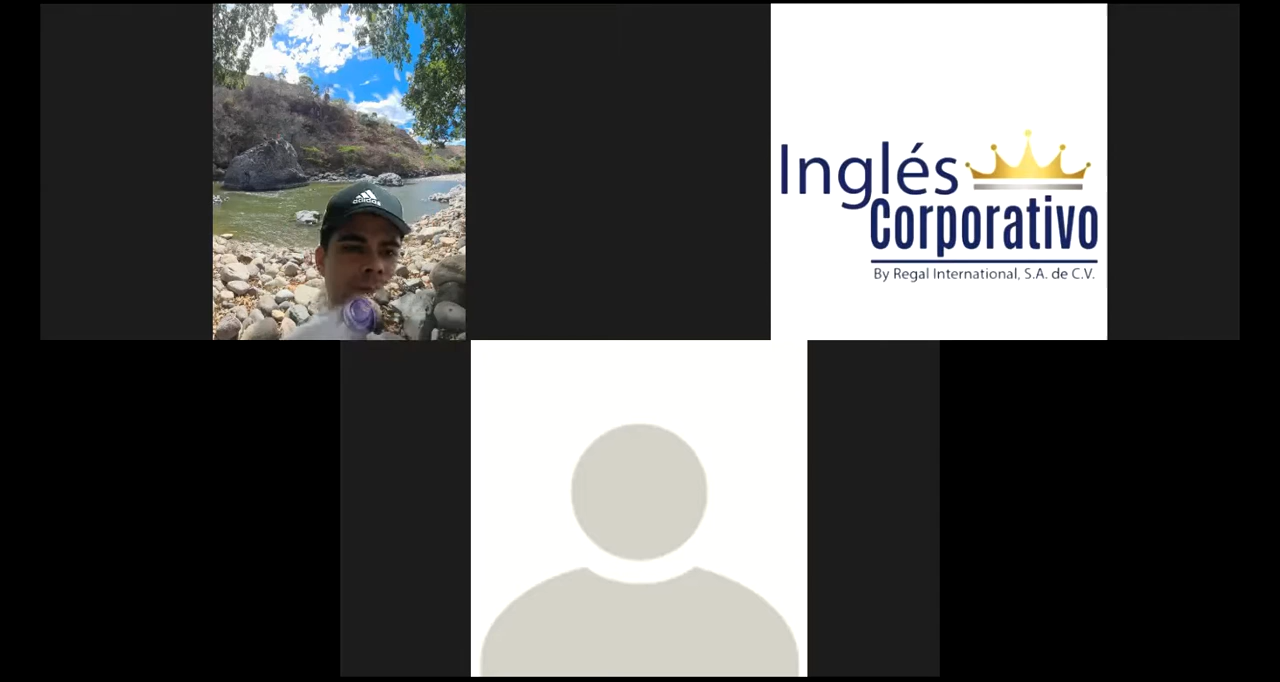 adidas
Inglés
Corporativo
By Regal International, S.A. de C.V.